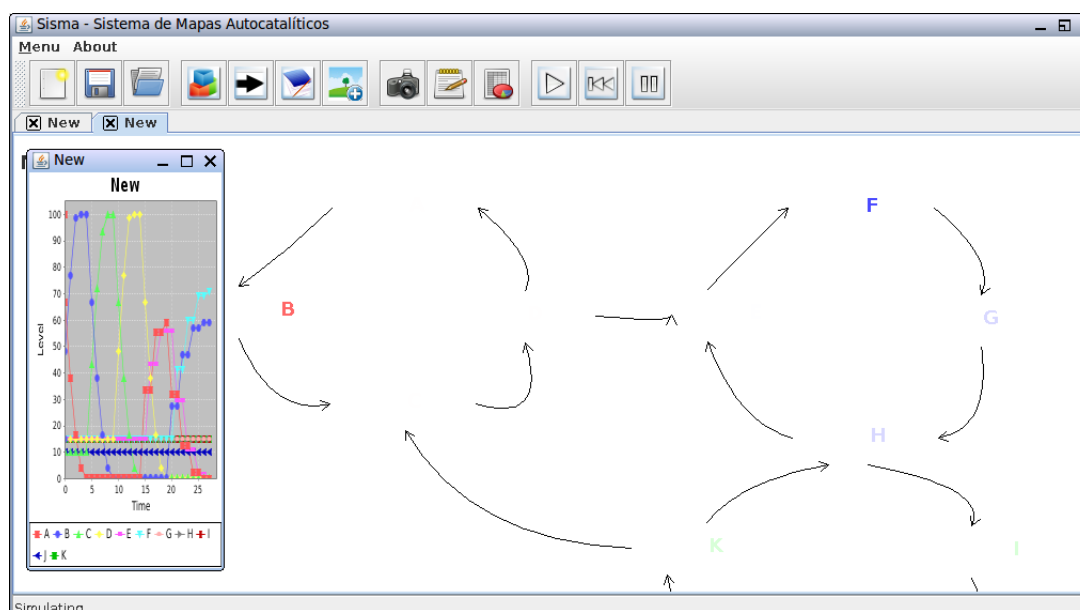 Sisma - Sistema de Mapas Autocatalíticos
Menu About
New New
New
New
100
90
80
70
60
50
40
30
20
10
0
Level
0 5 10 15 20 25
Time
A B C D E F G H I
J K
F
B
G
H
K
I
Simulating